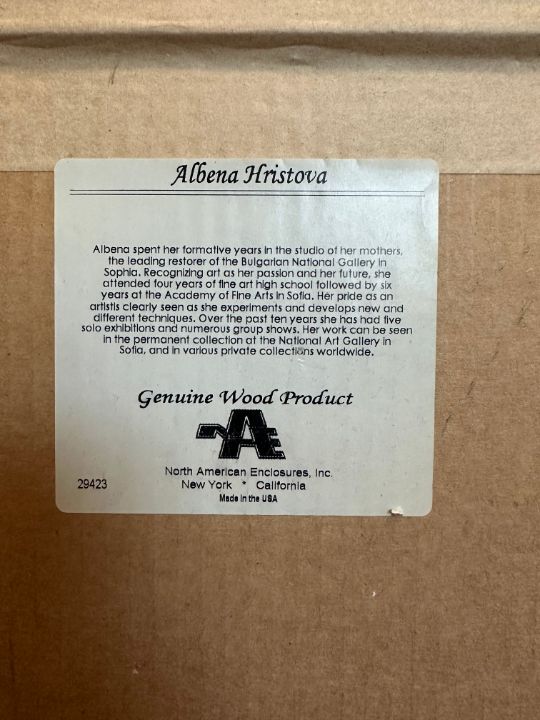 Albena Hristova
Albena spent her formative years in the studio of her mothers,
the leading restorer of the Bulgarian National Gallery in
Sophia. Recognizing art as her passion and her future, she
attended four years of fine art high school followed by six
years at the Academy of Fine Arts in Sofia. Her pride as an
artistis clearly seen as she experiments and develops new and
different techniques. Over the past ten years she has had five
solo exhibitions and numerous group shows. Her work can be seen
in the permanent collection at the National Art Gallery in
Sofia, and in various private collections worldwide.
Genuine Wood Product
NAE
North American Enclosures, Inc.
29423 New York * California
Made in the USA